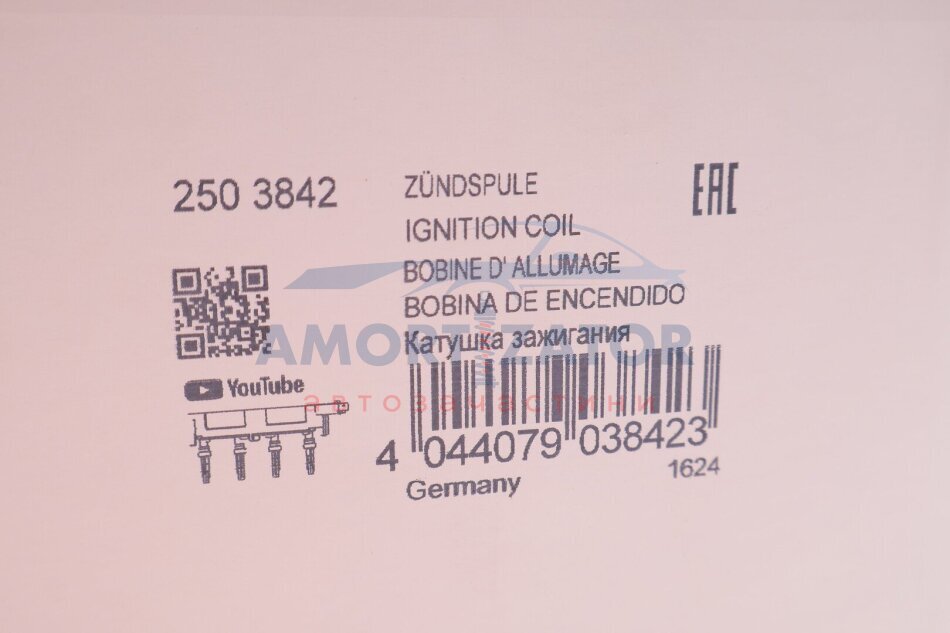 250 3842
ZÜNDSPULE
EAC
IGNITION COIL
BOBINE D' ALLUMAGE
BOBINA DE ENCENDIDO
Катушка зажигания
AMORTIZATOR
автозапчастини
YouTube
4 044079 038423
1624
Germany